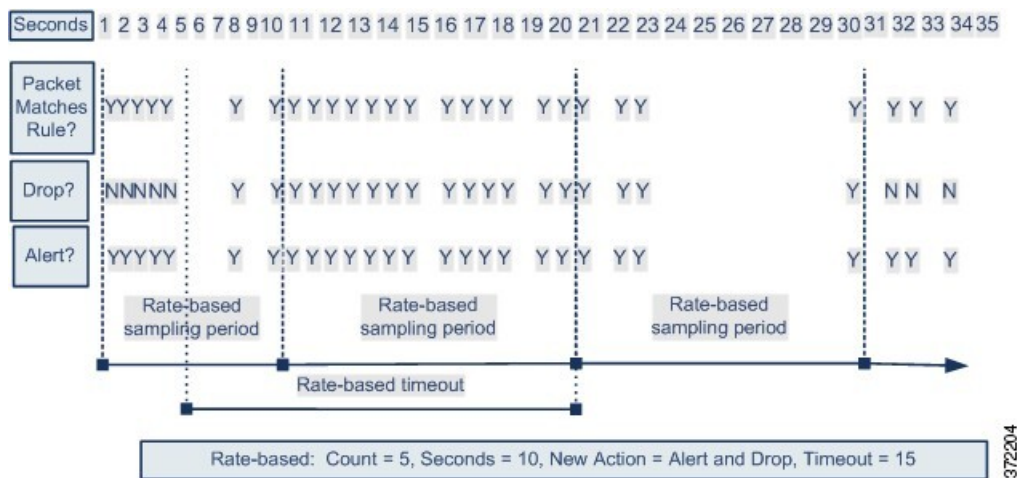 Seconds 1 2 3 4 5 6 7 8 9 10 11 12 13 14 15 16 17 18 19 20 21 22 23 24 25 26 27 28 29 30 31 32 33 34 35
Packet
Matches
Rule?
YYYYY Y Y Y Y Y Y Y Y Y Y Y Y Y Y Y Y Y Y Y Y Y Y
Drop?
NNNNN Y Y Y Y Y Y Y Y Y Y Y Y Y Y Y Y Y Y Y N N N
Alert?
YYYYY Y Y Y Y Y Y Y Y Y Y Y Y Y Y Y Y Y Y Y Y Y Y
Rate-based
sampling period
Rate-based
sampling period
Rate-based
sampling period
Rate-based timeout
Rate-based: Count = 5, Seconds = 10, New Action = Alert and Drop, Timeout = 15
372204